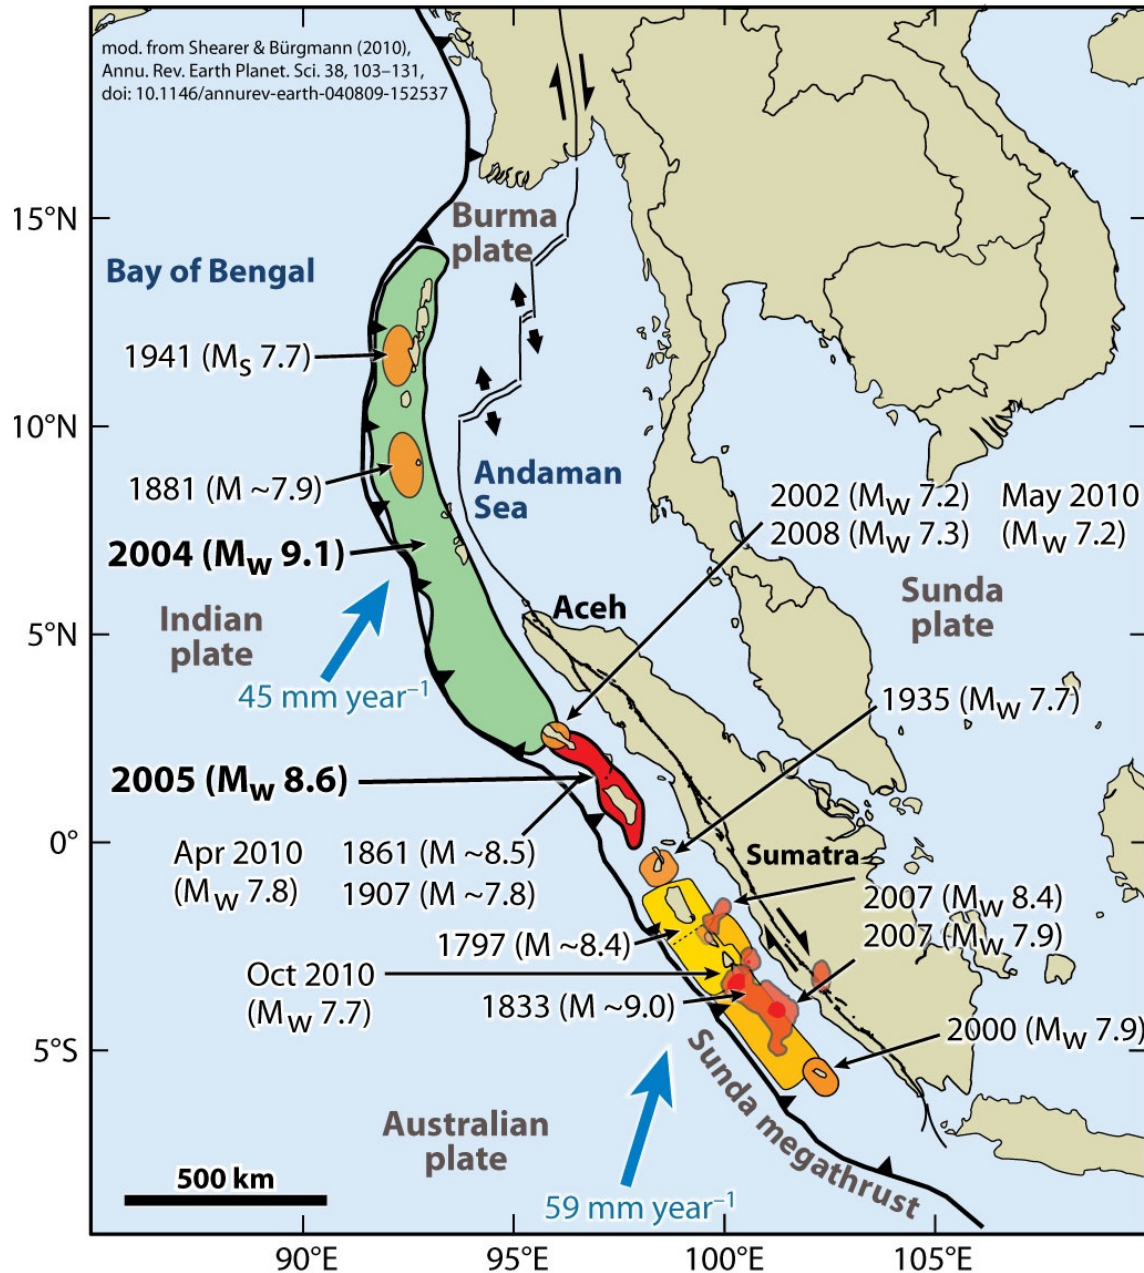 mod. from Shearer & Bürgmann (2010),
Annu. Rev. Earth Planet. Sci. 38, 103–131,
doi: 10.1146/annurev-earth-040809-152537
15°N
Burma
plate
Bay of Bengal
1941 (MS 7.7)
10°N
1881 (M ~7.9)
Andaman
Sea
2002 (MW 7.2)
2008 (MW 7.3)
May 2010
(MW 7.2)
2004 (MW 9.1)
Indian
plate
Aceh
Sunda
plate
5°N
45 mm year⁻¹
1935 (MW 7.7)
2005 (MW 8.6)
0°
Apr 2010
(MW 7.8)
1861 (M ~8.5)
1907 (M ~7.8)
Sumatra
2007 (MW 8.4)
2007 (MW 7.9)
1797 (M ~8.4)
Oct 2010
(MW 7.7)
1833 (M ~9.0)
2000 (MW 7.9)
5°S
Sunda megathrust
Australian
plate
500 km
59 mm year⁻¹
90°E
95°E
100°E
105°E